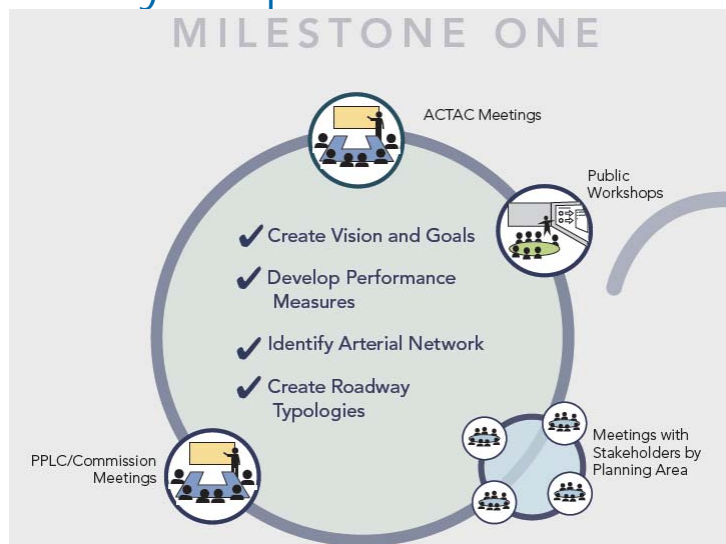 MILESTONE ONE
ACTAC Meetings
Public
Workshops
✔ Create Vision and Goals
✔ Develop Performance
Measures
✔ Identify Arterial Network
✔ Create Roadway
Typologies
PPLC/Commission
Meetings
Meetings with
Stakeholders by
Planning Area